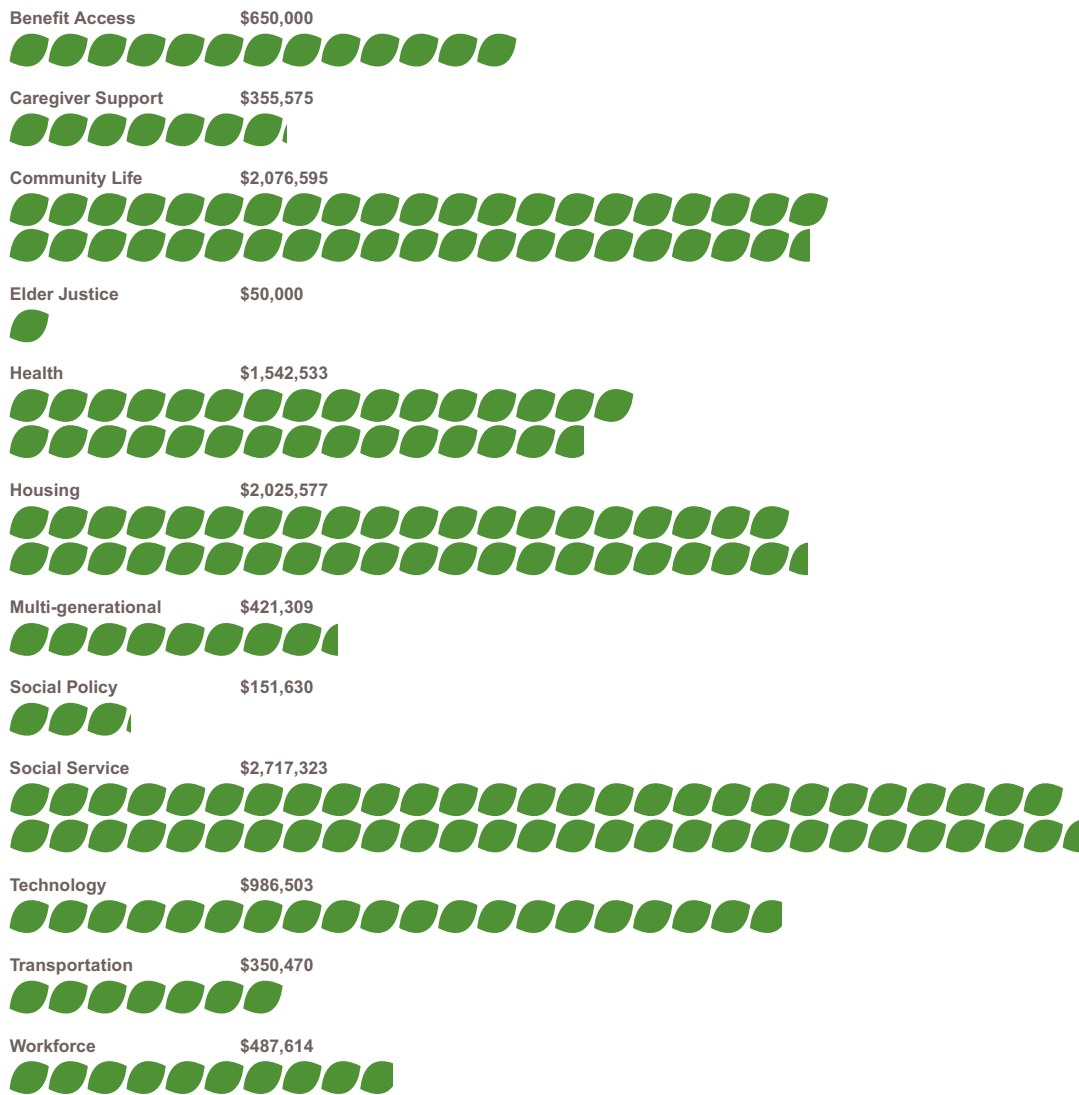 Benefit Access $650,000
Caregiver Support $355,575
Community Life $2,076,595
Elder Justice $50,000
Health $1,542,533
Housing $2,025,577
Multi-generational $421,309
Social Policy $151,630
Social Service $2,717,323
Technology $986,503
Transportation $350,470
Workforce $487,614